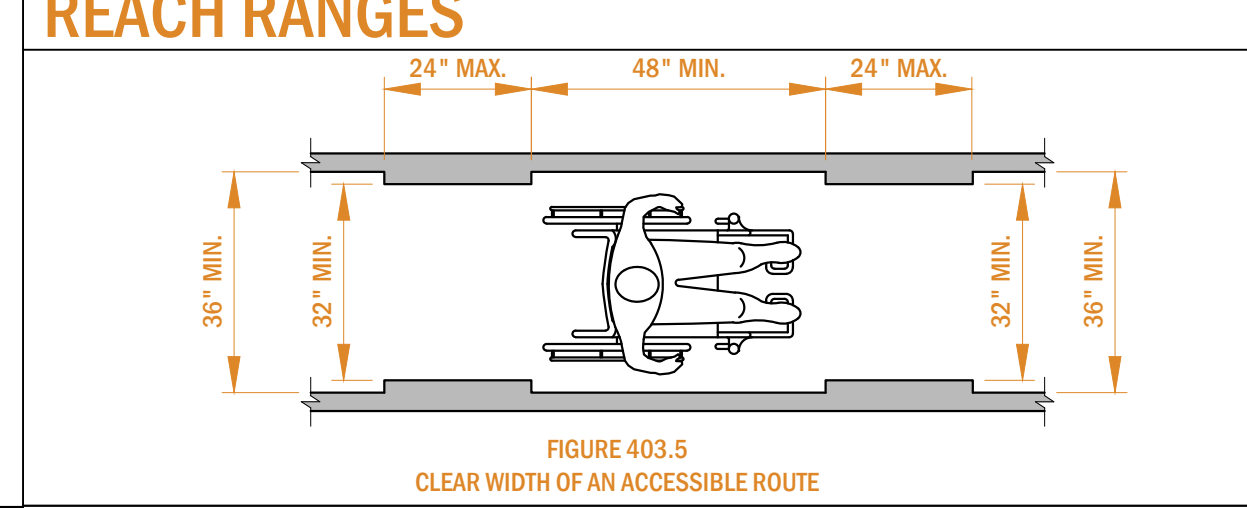 REACH RANGES
24" MAX.
48" MIN.
24" MAX.
36" MIN.
32" MIN.
32" MIN.
36" MIN.
FIGURE 403.5
CLEAR WIDTH OF AN ACCESSIBLE ROUTE